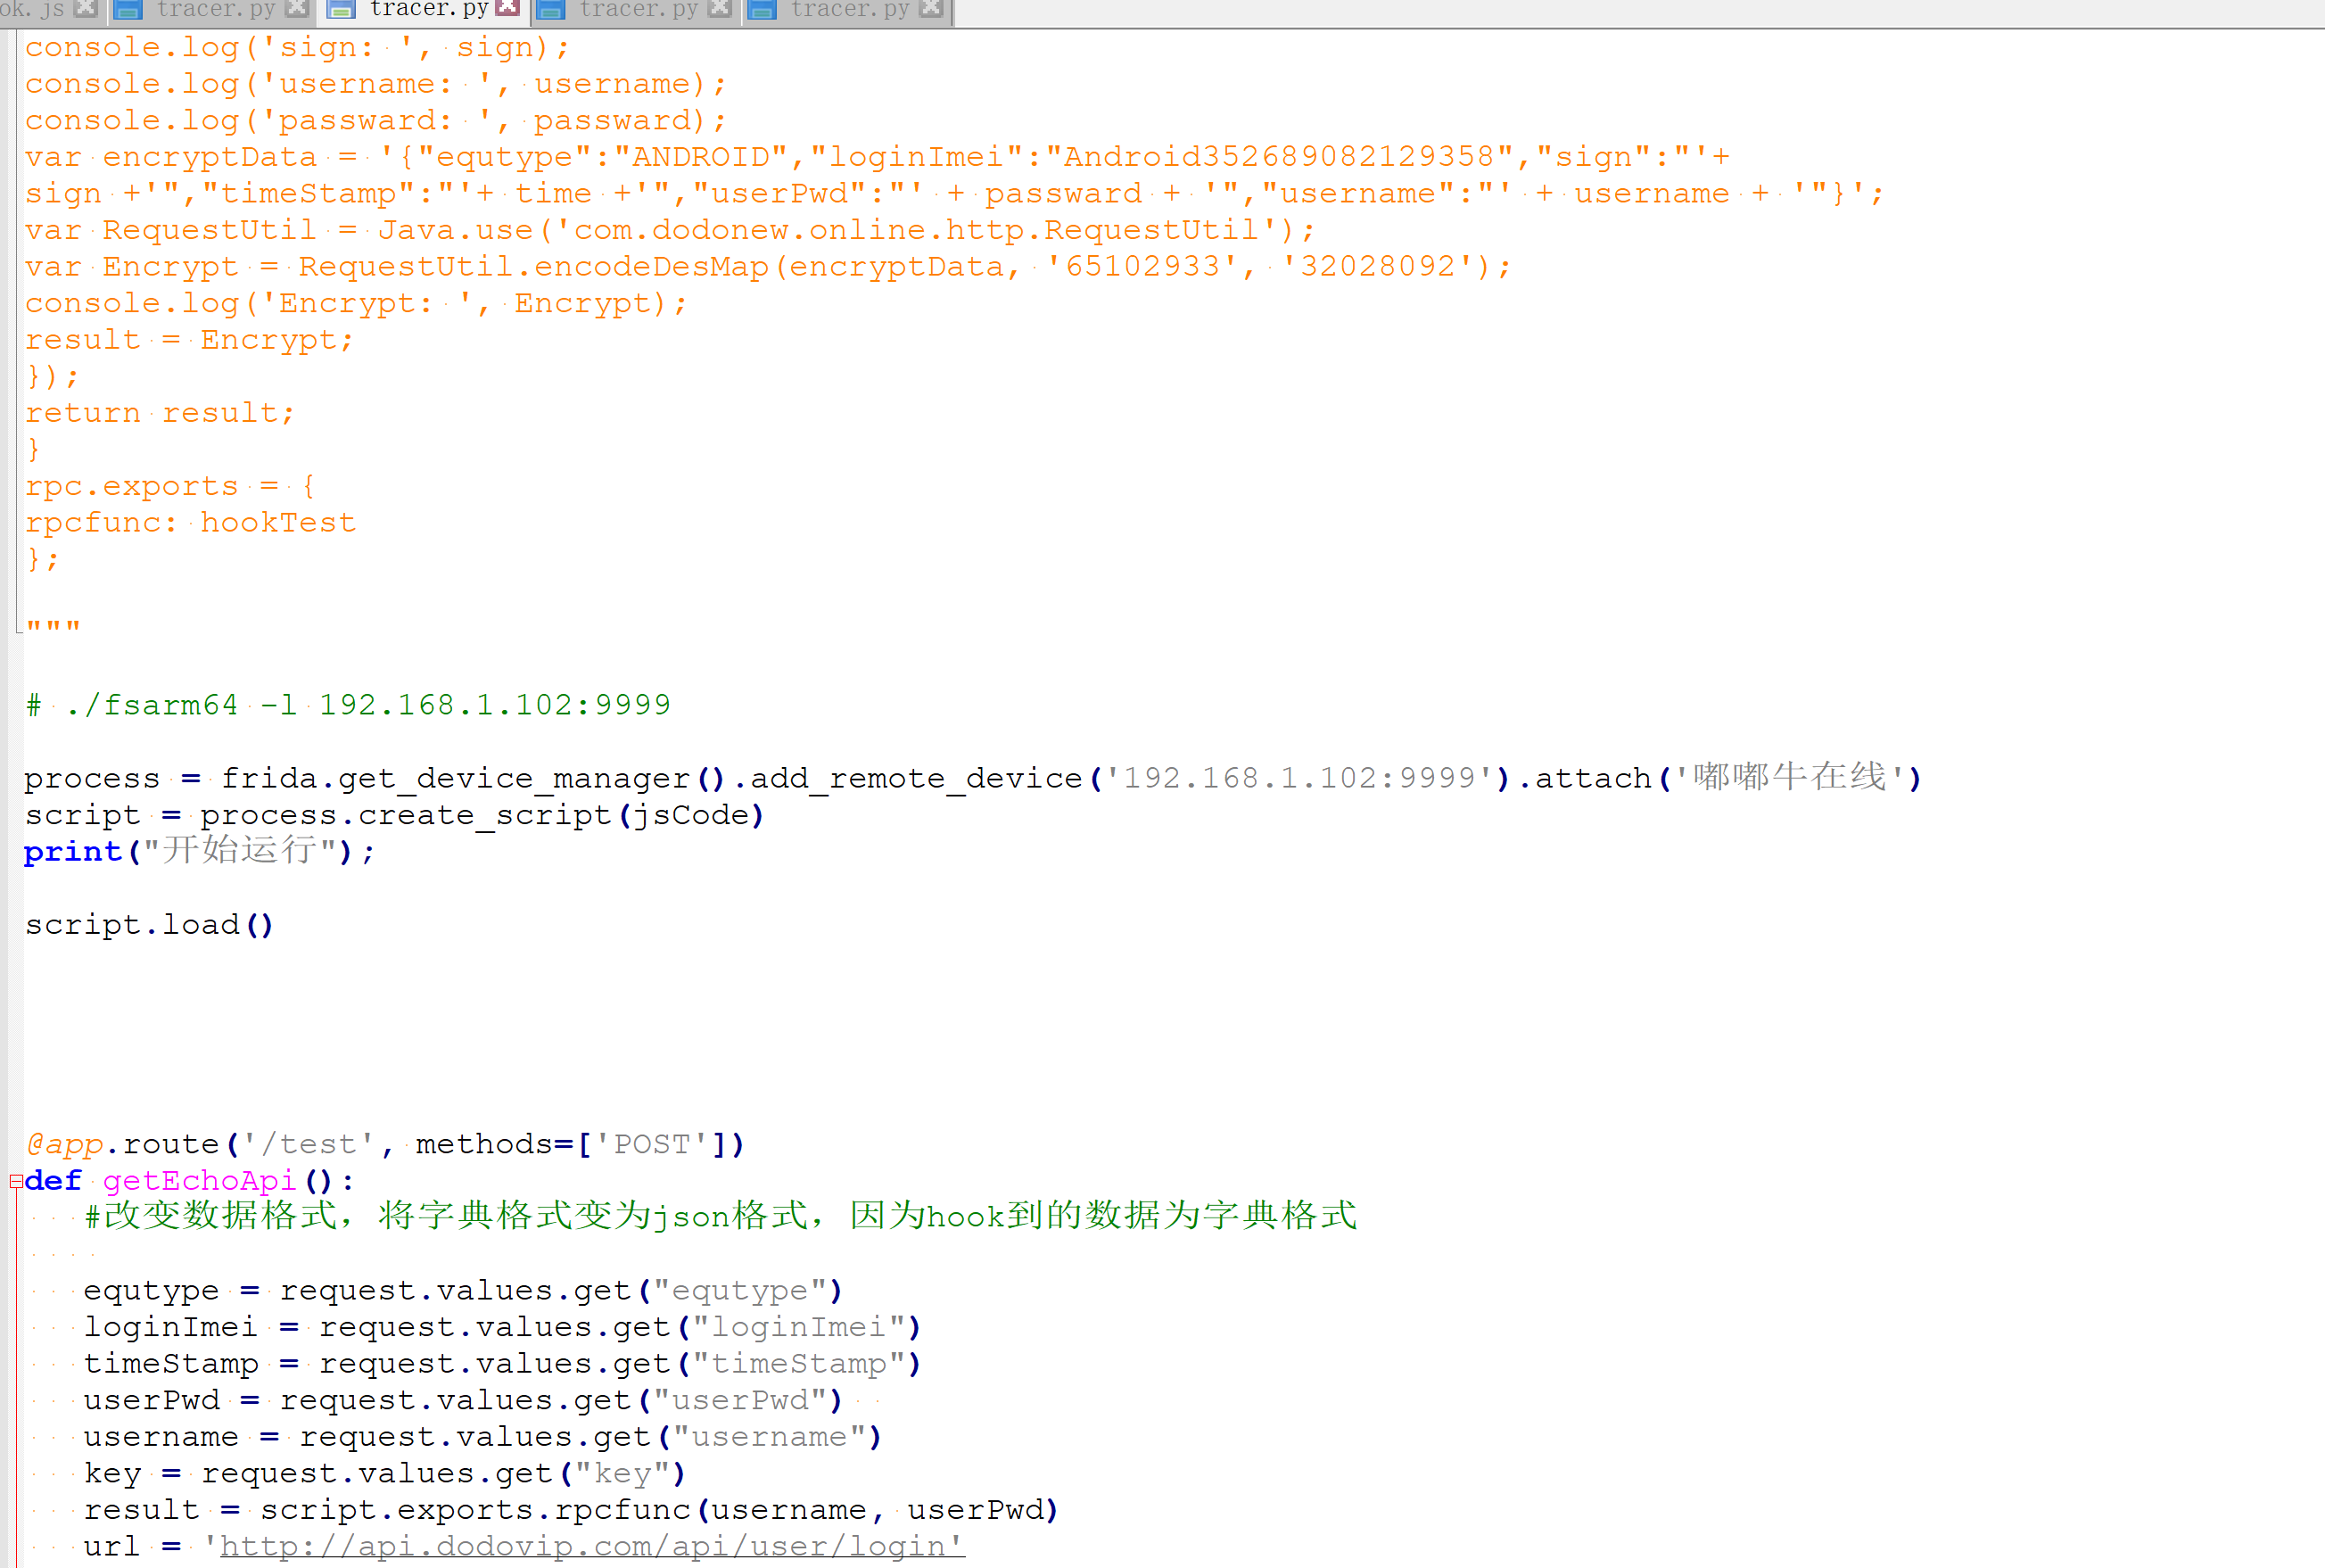 ok.js tracer.py tracer.py tracer.py tracer.py
console.log('sign: ', sign);
console.log('username: ', username);
console.log('passward: ', passward);
var encryptData = '{"equtype":"ANDROID","loginImei":"Android352689082129358","sign":"'+
sign +'","timeStamp":"'+ time +'","userPwd":"' + passward + '","username":"' + username + '"}';
var RequestUtil = Java.use('com.dodonew.online.http.RequestUtil');
var Encrypt = RequestUtil.encodeDesMap(encryptData, '65102933', '32028092');
console.log('Encrypt: ', Encrypt);
result = Encrypt;
});
return result;
}
rpc.exports = {
rpcfunc: hookTest
};
"""
# ./fsarm64 -l 192.168.1.102:9999
process = frida.get_device_manager().add_remote_device('192.168.1.102:9999').attach('嘟嘟牛在线')
script = process.create_script(jsCode)
print("开始运行");
script.load()
@app.route('/test', methods=['POST'])
def getEchoApi():
#改变数据格式，将字典格式变为json格式，因为hook到的数据为字典格式
equtype = request.values.get("equtype")
loginImei = request.values.get("loginImei")
timeStamp = request.values.get("timeStamp")
userPwd = request.values.get("userPwd")
username = request.values.get("username")
key = request.values.get("key")
result = script.exports.rpcfunc(username, userPwd)
url = 'http://api.dodovip.com/api/user/login'